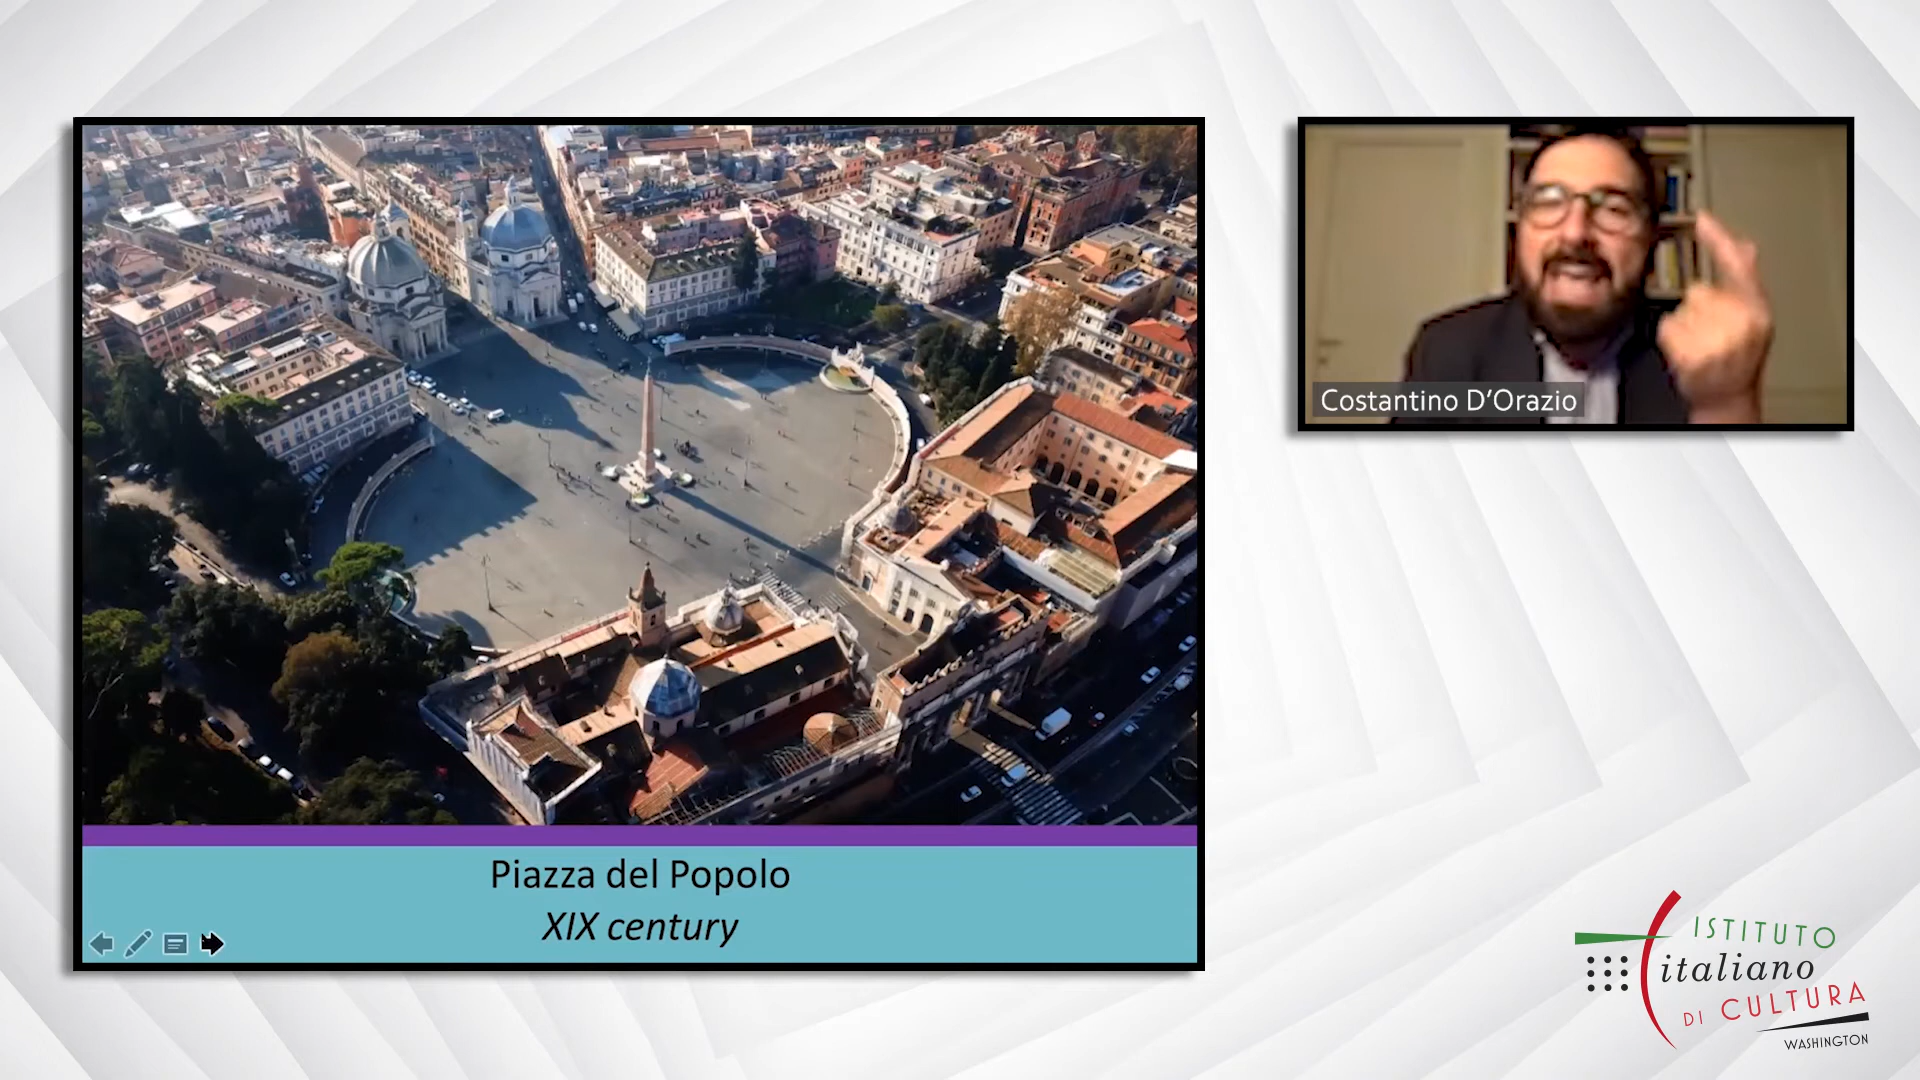 Costantino D'Orazio
Piazza del Popolo
XIX century
ISTITUTO
italiano
DI CULTURA
WASHINGTON